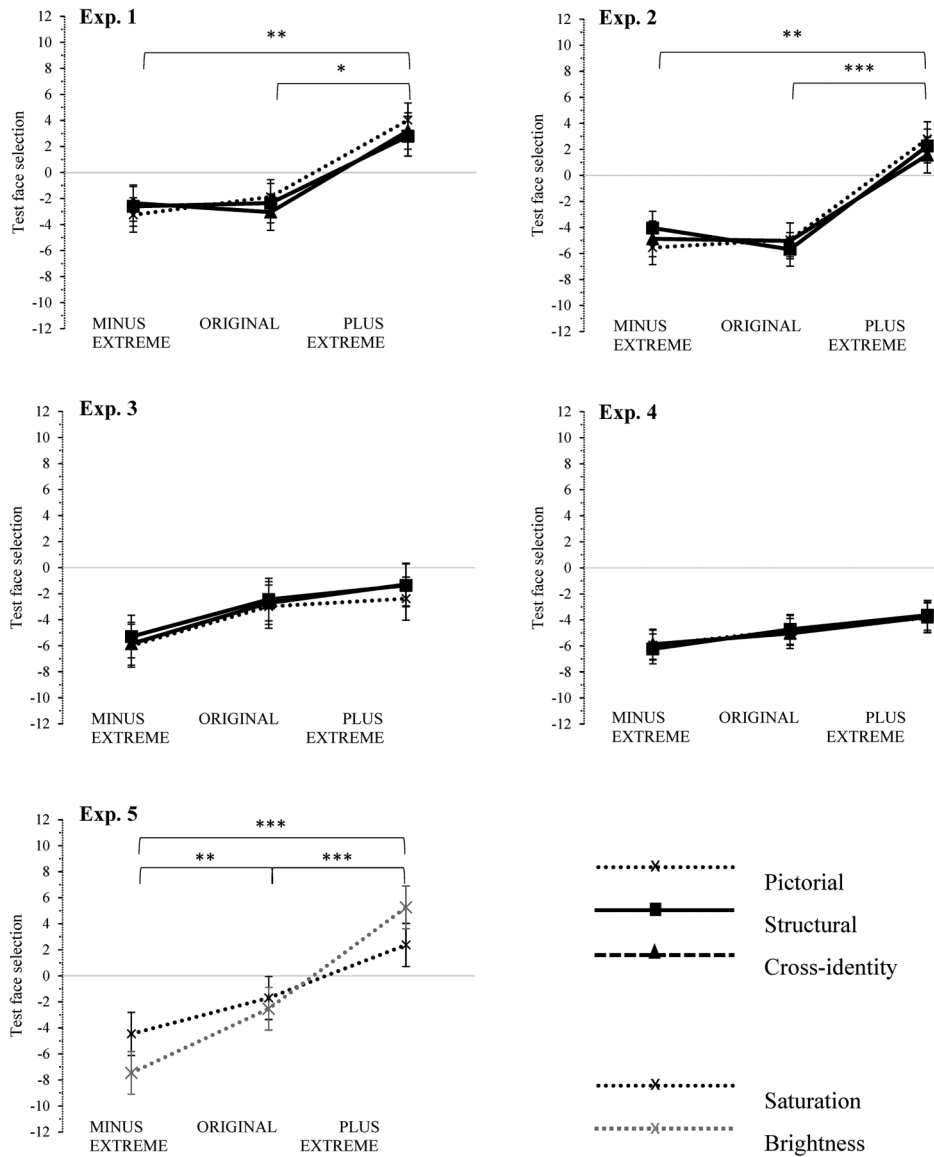 Exp. 1
12
10
8
6
4
2
0
-2
-4
-6
-8
-10
-12
Test face selection
**
*
MINUS EXTREME
ORIGINAL
PLUS EXTREME
Exp. 2
12
10
8
6
4
2
0
-2
-4
-6
-8
-10
-12
Test face selection
**
***
MINUS EXTREME
ORIGINAL
PLUS EXTREME
Exp. 3
12
10
8
6
4
2
0
-2
-4
-6
-8
-10
-12
Test face selection
MINUS EXTREME
ORIGINAL
PLUS EXTREME
Exp. 4
12
10
8
6
4
2
0
-2
-4
-6
-8
-10
-12
Test face selection
MINUS EXTREME
ORIGINAL
PLUS EXTREME
Exp. 5
12
10
8
6
4
2
0
-2
-4
-6
-8
-10
-12
Test face selection
***
**
***
MINUS EXTREME
ORIGINAL
PLUS EXTREME
Pictorial
Structural
Cross-identity
Saturation
Brightness